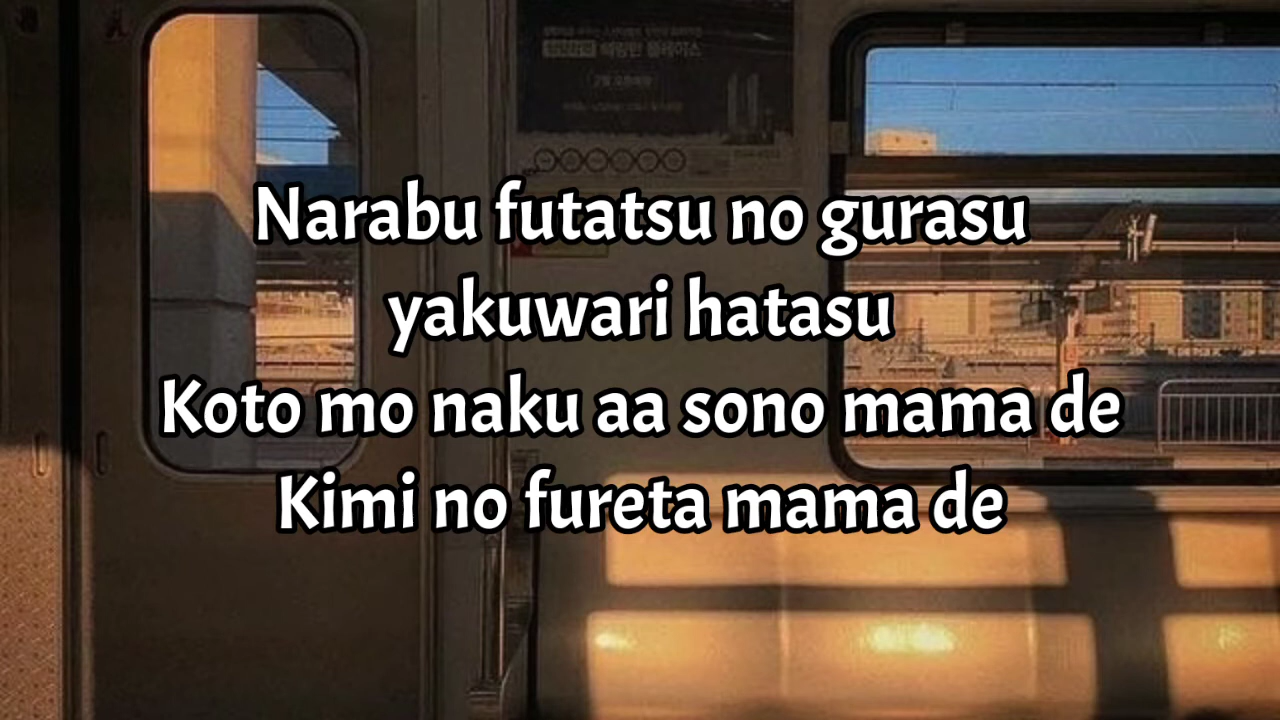 Narabu futatsu no gurasu
yakuwari hatasu
Koto mo naku aa sono mama de
Kimi no fureta mama de